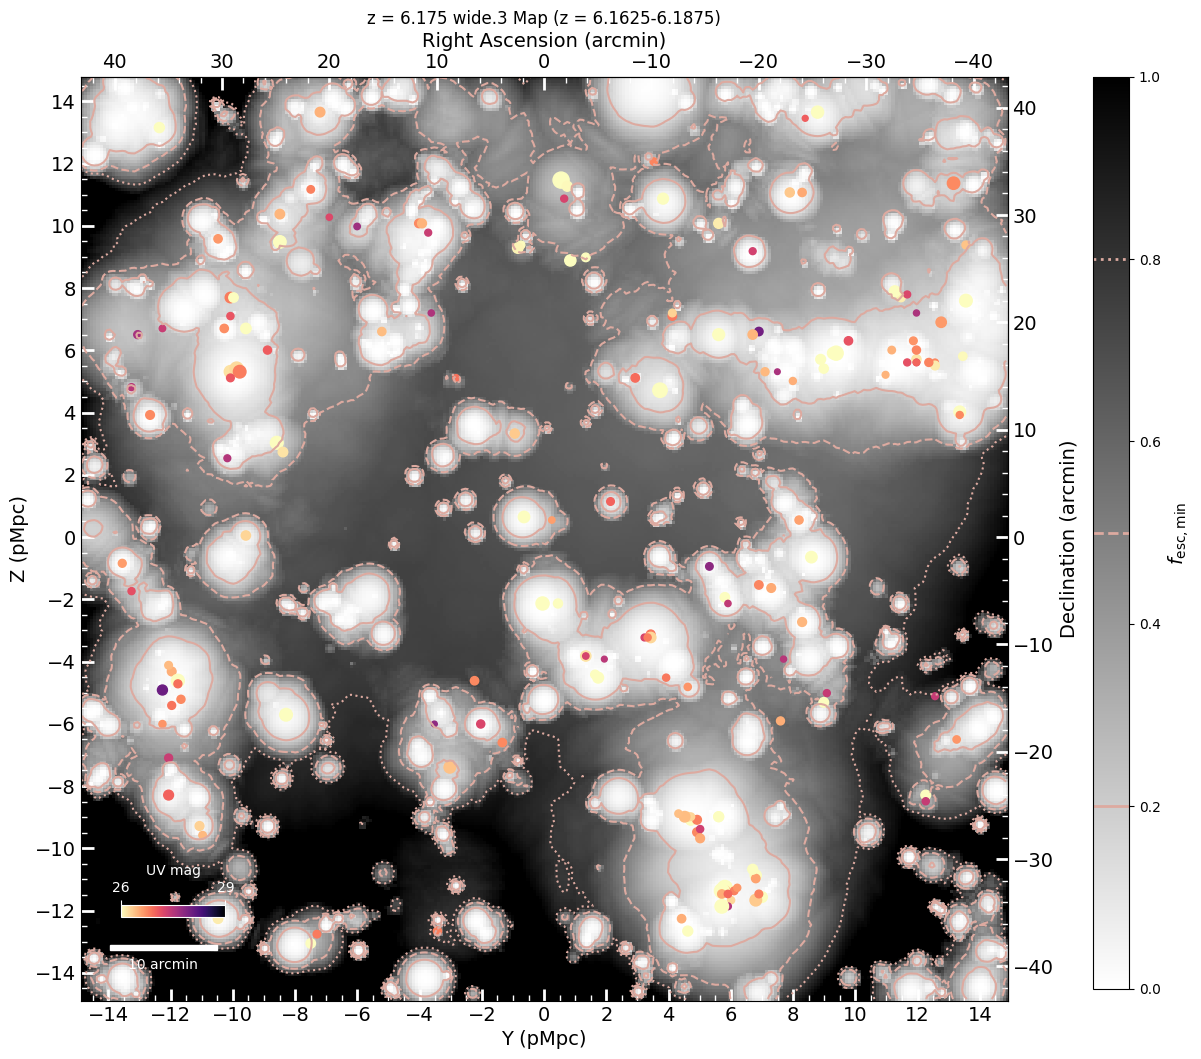 z = 6.175 wide.3 Map (z = 6.1625-6.1875)
Right Ascension (arcmin)
40 30 20 10 0 −10 −20 −30 −40
14 12 10 8 6 4 2 0 −2 −4 −6 −8 −10 −12 −14
Z (pMpc)
40 30 20 10 0 −10 −20 −30 −40
Declination (arcmin)
1.0 0.8 0.6 0.4 0.2 0.0
fesc,min
UV mag
26 29
10 arcmin
−14 −12 −10 −8 −6 −4 −2 0 2 4 6 8 10 12 14
Y (pMpc)